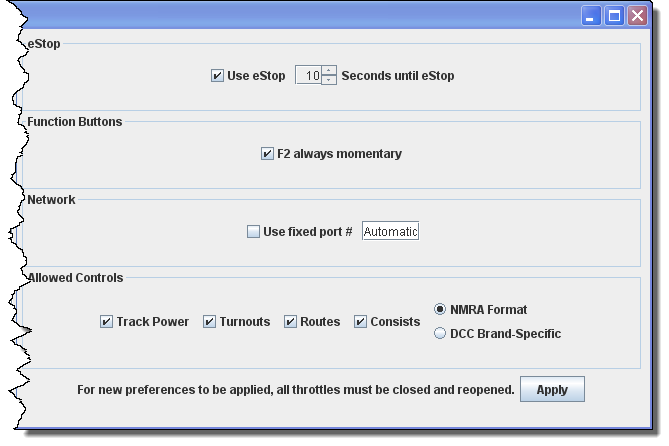 eStop
Use eStop 10 Seconds until eStop
Function Buttons
F2 always momentary
Network
Use fixed port # Automatic
Allowed Controls
NMRA Format
Track Power Turnouts Routes Consists
DCC Brand-Specific
For new preferences to be applied, all throttles must be closed and reopened. Apply